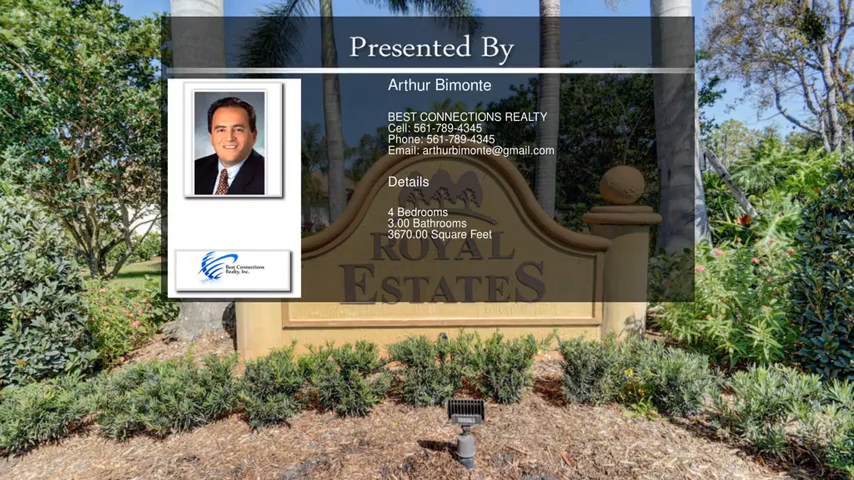 Presented By
Arthur Bimonte
BEST CONNECTIONS REALTY
Cell: 561-789-4345
Phone: 561-789-4345
Email: arthurbimonte@gmail.com
Details
4 Bedrooms
3.00 Bathrooms
3670.00 Square Feet
Best Connections
Realty, Inc.
ROYAL
ESTATES